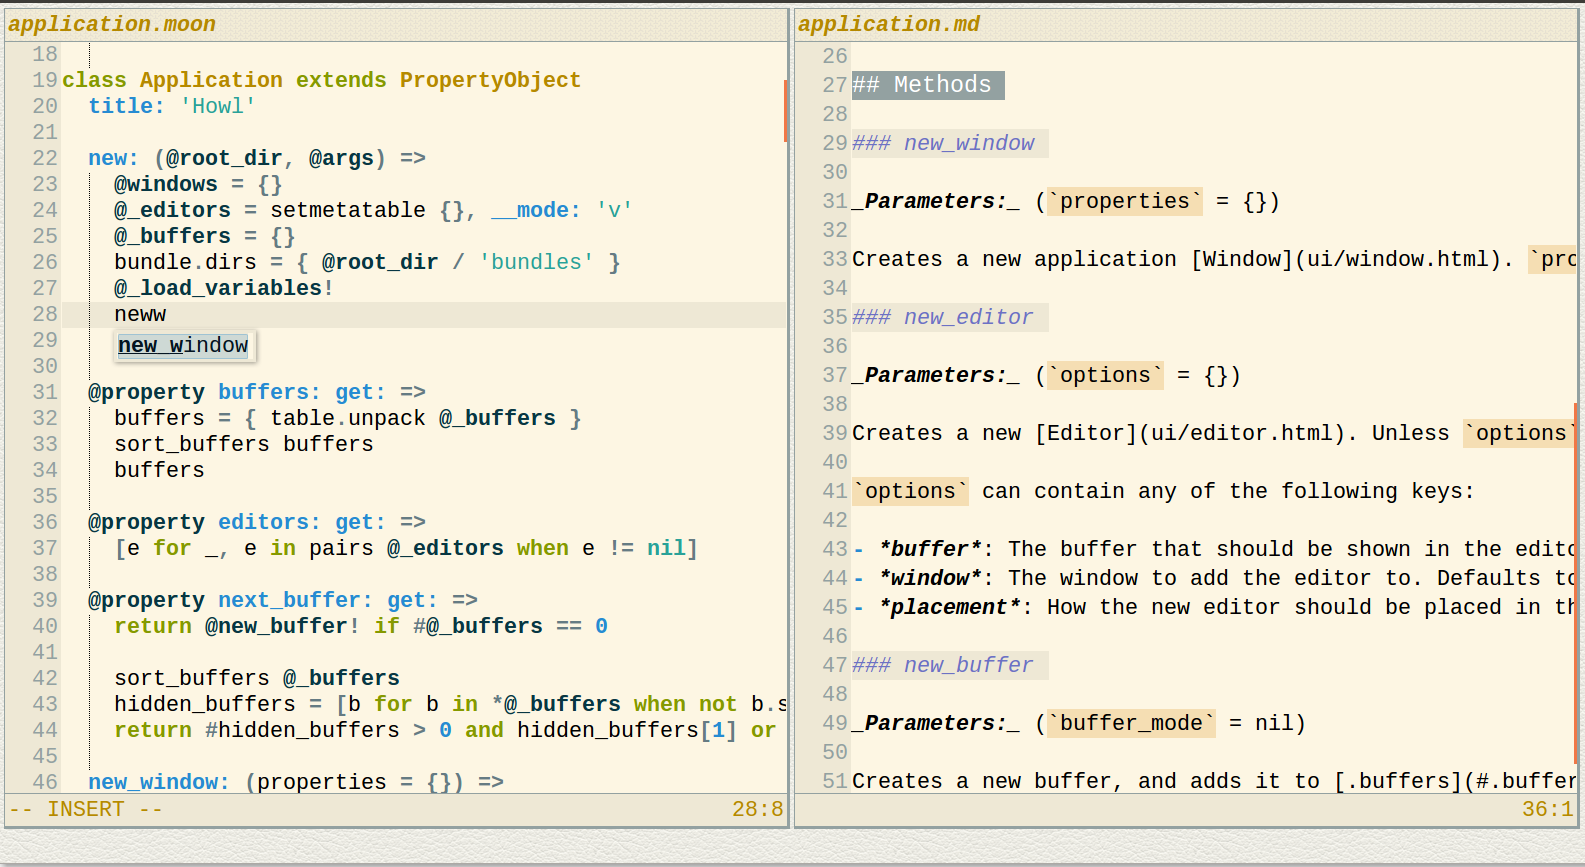 application.moon
18
19 class Application extends PropertyObject
20   title: 'Howl'
21
22   new: (@root_dir, @args) =>
23     @windows = {}
24     @_editors = setmetatable {}, __mode: 'v'
25     @_buffers = {}
26     bundle.dirs = { @root_dir / 'bundles' }
27     @_load_variables!
28     neww
29     new_window
30
31   @property buffers: get: =>
32     buffers = { table.unpack @_buffers }
33     sort_buffers buffers
34     buffers
35
36   @property editors: get: =>
37     [e for _, e in pairs @_editors when e != nil]
38
39   @property next_buffer: get: =>
40     return @new_buffer! if #@_buffers == 0
41
42     sort_buffers @_buffers
43     hidden_buffers = [b for b in *@_buffers when not b.s
44     return #hidden_buffers > 0 and hidden_buffers[1] or
45
46   new_window: (properties = {}) =>
-- INSERT -- 28:8
application.md
26
27 ## Methods
28
29 ### new_window
30
31 _Parameters:_ (`properties` = {})
32
33 Creates a new application [Window](ui/window.html). `pro
34
35 ### new_editor
36
37 _Parameters:_ (`options` = {})
38
39 Creates a new [Editor](ui/editor.html). Unless `options`
40
41 `options` can contain any of the following keys:
42
43 - *buffer*: The buffer that should be shown in the edito
44 - *window*: The window to add the editor to. Defaults to
45 - *placement*: How the new editor should be placed in th
46
47 ### new_buffer
48
49 _Parameters:_ (`buffer_mode` = nil)
50
51 Creates a new buffer, and adds it to [.buffers](#.buffer
36:1